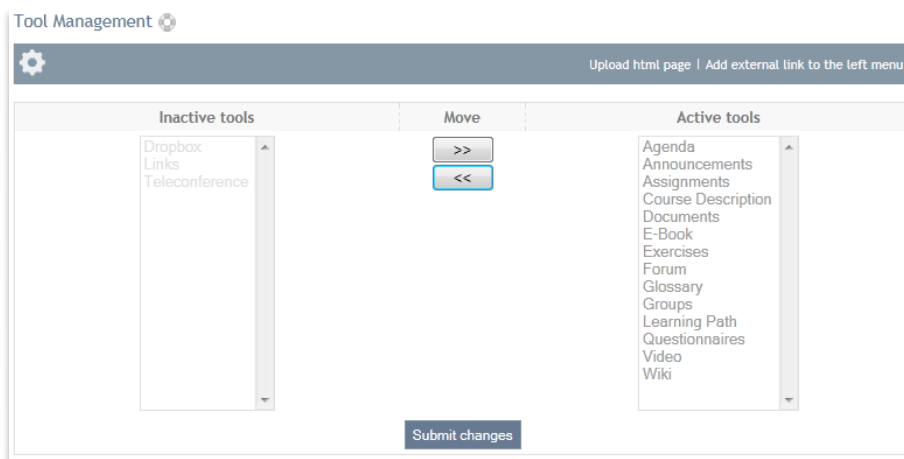 Tool Management
Upload html page | Add external link to the left menu
Inactive tools
Move
Active tools
Dropbox
Links
Teleconference
>>
<<
Agenda
Announcements
Assignments
Course Description
Documents
E-Book
Exercises
Forum
Glossary
Groups
Learning Path
Questionnaires
Video
Wiki
Submit changes